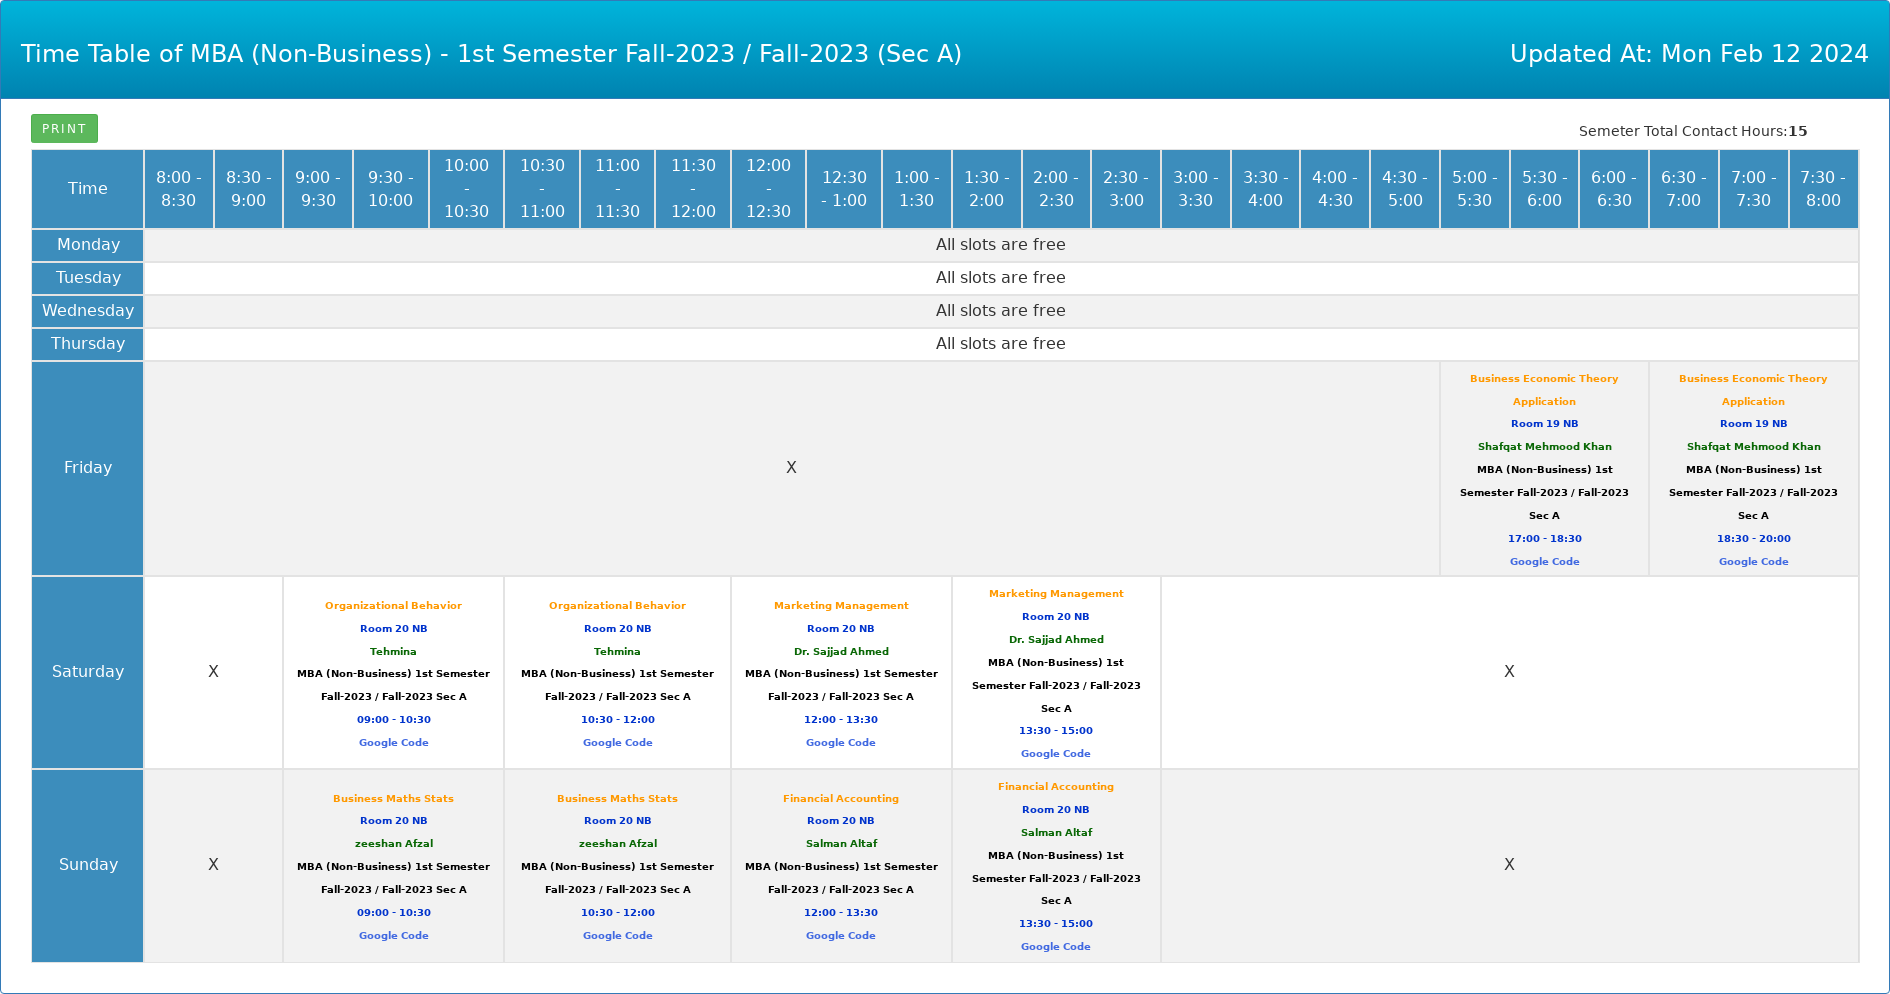 Time Table of MBA (Non-Business) - 1st Semester Fall-2023 / Fall-2023 (Sec A)
Updated At: Mon Feb 12 2024
PRINT
Semeter Total Contact Hours:15
Time
8:00 -
8:30
8:30 -
9:00
9:00 -
9:30
9:30 -
10:00
10:00
-
10:30
10:30
-
11:00
11:00
-
11:30
11:30
-
12:00
12:00
-
12:30
12:30
- 1:00
1:00 -
1:30
1:30 -
2:00
2:00 -
2:30
2:30 -
3:00
3:00 -
3:30
3:30 -
4:00
4:00 -
4:30
4:30 -
5:00
5:00 -
5:30
5:30 -
6:00
6:00 -
6:30
6:30 -
7:00
7:00 -
7:30
7:30 -
8:00
Monday
All slots are free
Tuesday
All slots are free
Wednesday
All slots are free
Thursday
All slots are free
Friday
X
Business Economic Theory
Application
Room 19 NB
Shafqat Mehmood Khan
MBA (Non-Business) 1st
Semester Fall-2023 / Fall-2023
Sec A
17:00 - 18:30
Google Code
Business Economic Theory
Application
Room 19 NB
Shafqat Mehmood Khan
MBA (Non-Business) 1st
Semester Fall-2023 / Fall-2023
Sec A
18:30 - 20:00
Google Code
Saturday
X
Organizational Behavior
Room 20 NB
Tehmina
MBA (Non-Business) 1st Semester
Fall-2023 / Fall-2023 Sec A
09:00 - 10:30
Google Code
Organizational Behavior
Room 20 NB
Tehmina
MBA (Non-Business) 1st Semester
Fall-2023 / Fall-2023 Sec A
10:30 - 12:00
Google Code
Marketing Management
Room 20 NB
Dr. Sajjad Ahmed
MBA (Non-Business) 1st Semester
Fall-2023 / Fall-2023 Sec A
12:00 - 13:30
Google Code
Marketing Management
Room 20 NB
Dr. Sajjad Ahmed
MBA (Non-Business) 1st
Semester Fall-2023 / Fall-2023
Sec A
13:30 - 15:00
Google Code
X
Sunday
X
Business Maths Stats
Room 20 NB
zeeshan Afzal
MBA (Non-Business) 1st Semester
Fall-2023 / Fall-2023 Sec A
09:00 - 10:30
Google Code
Business Maths Stats
Room 20 NB
zeeshan Afzal
MBA (Non-Business) 1st Semester
Fall-2023 / Fall-2023 Sec A
10:30 - 12:00
Google Code
Financial Accounting
Room 20 NB
Salman Altaf
MBA (Non-Business) 1st Semester
Fall-2023 / Fall-2023 Sec A
12:00 - 13:30
Google Code
Financial Accounting
Room 20 NB
Salman Altaf
MBA (Non-Business) 1st
Semester Fall-2023 / Fall-2023
Sec A
13:30 - 15:00
Google Code
X